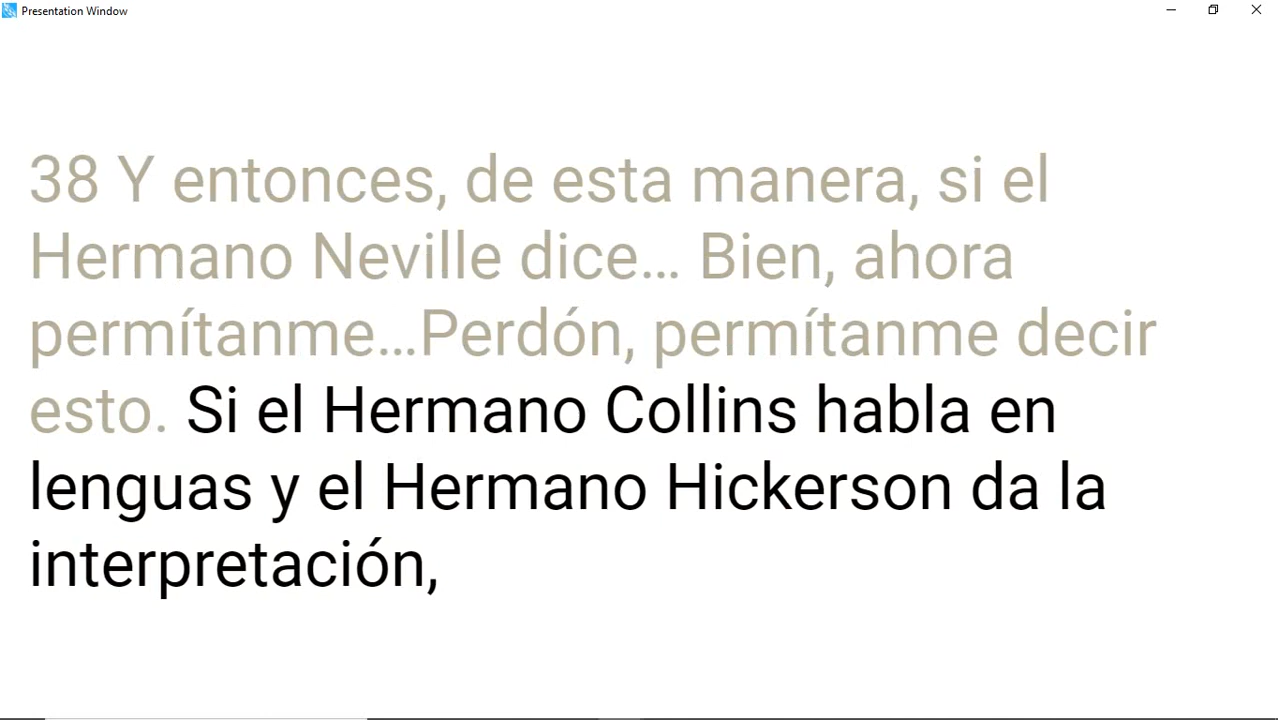 Presentation Window
38 Y entonces, de esta manera, si el
Hermano Neville dice... Bien, ahora
permítanme...Perdón, permítanme decir
esto. Si el Hermano Collins habla en
lenguas y el Hermano Hickerson da la
interpretación,